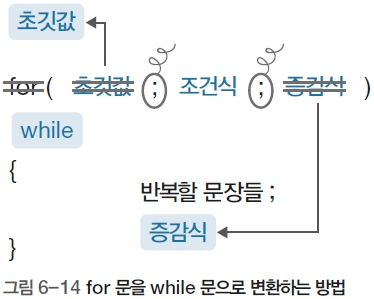 초깃값
for ( 초깃값 ; 조건식 ; 증감식 )
while
{
반복할 문장들 ;
증감식
}
그림 6-14 for 문을 while 문으로 변환하는 방법